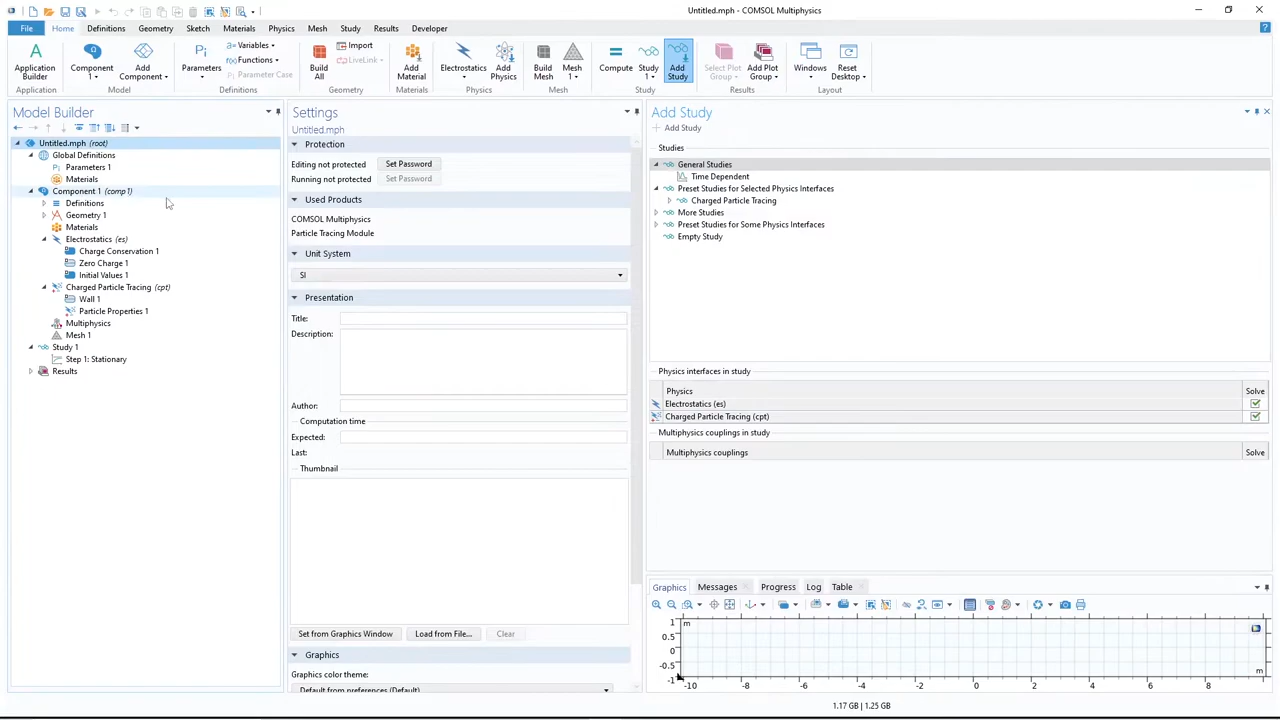 Untitled.mph - COMSOL Multiphysics
File Home Definitions Geometry Sketch Materials Physics Mesh Study Results Developer
Application Builder
Component 1
Add Component
Parameters
Variables
Functions
Parameter Case
Build All
Import
LiveLink
Add Material
Electrostatics
Add Physics
Build Mesh
Mesh 1
Compute
Study 1
Add Study
Select Plot Group
Add Plot Group
Windows
Reset Desktop
Application Model Definitions Geometry Materials Physics Mesh Study Results Layout
Model Builder
Untitled.mph (root)
Global Definitions
Parameters 1
Materials
Component 1 (comp1)
Definitions
Geometry 1
Materials
Electrostatics (es)
Charge Conservation 1
Zero Charge 1
Initial Values 1
Charged Particle Tracing (cpt)
Wall 1
Particle Properties 1
Multiphysics
Mesh 1
Study 1
Step 1: Stationary
Results
Settings
Untitled.mph
Protection
Editing not protected Set Password
Running not protected Set Password
Used Products
COMSOL Multiphysics
Particle Tracing Module
Unit System
SI
Presentation
Title:
Description:
Author:
Computation time
Expected:
Last:
Thumbnail
Set from Graphics Window Load from File... Clear
Graphics
Graphics color theme:
Default from preferences (Default)
Add Study
Add Study
Studies
General Studies
Time Dependent
Preset Studies for Selected Physics Interfaces
Charged Particle Tracing
More Studies
Preset Studies for Some Physics Interfaces
Empty Study
Physics interfaces in study
Physics Solve
Electrostatics (es)
Charged Particle Tracing (cpt)
Multiphysics couplings in study
Multiphysics couplings Solve
Graphics Messages Progress Log Table
1 m
0.5
0
-0.5
-1 m
-10 -8 -6 -4 -2 0 2 4 6 8
1.17 GB | 1.25 GB